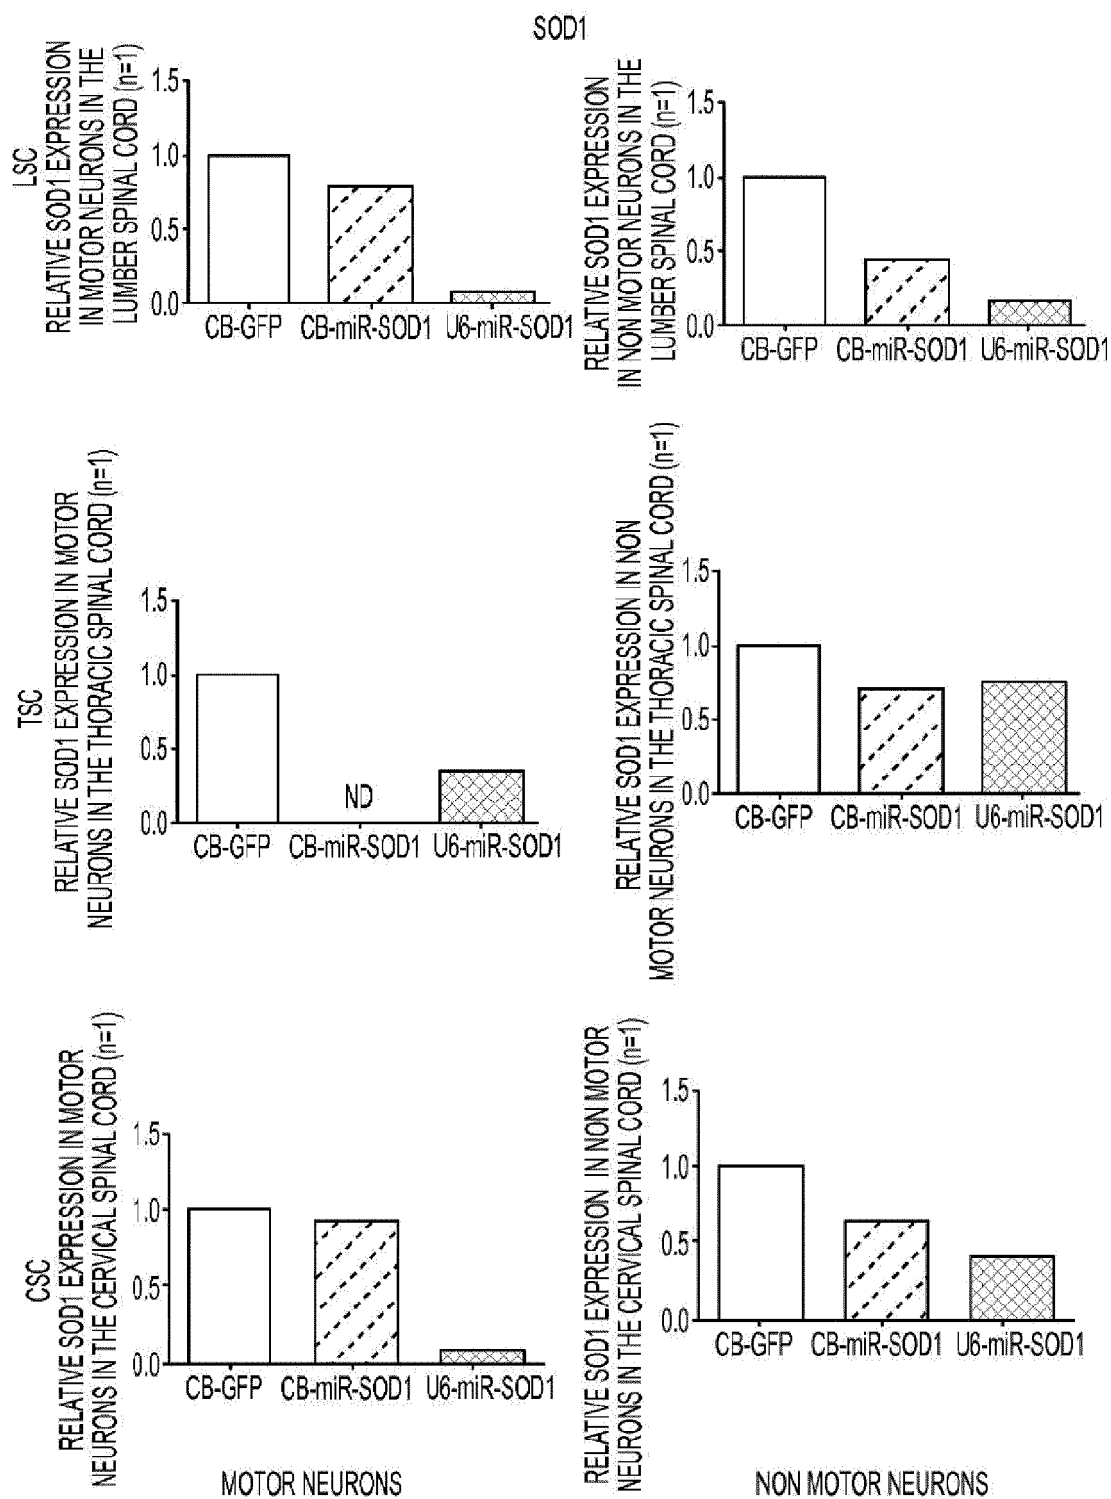 SOD1
LSC
RELATIVE SOD1 EXPRESSION
IN MOTOR NEURONS IN THE
LUMBER SPINAL CORD (n=1)
1.5
1.0
0.5
0.0
CB-GFP CB-miR-SOD1 U6-miR-SOD1
RELATIVE SOD1 EXPRESSION
IN NON MOTOR NEURONS IN THE
LUMBER SPINAL CORD (n=1)
1.5
1.0
0.5
0.0
CB-GFP CB-miR-SOD1 U6-miR-SOD1
TSC
RELATIVE SOD1 EXPRESSION IN MOTOR
NEURONS IN THE THORACIC SPINAL CORD (n=1)
1.5
1.0
0.5
0.0
ND
CB-GFP CB-miR-SOD1 U6-miR-SOD1
RELATIVE SOD1 EXPRESSION IN NON
MOTOR NEURONS IN THE THORACIC SPINAL CORD (n=1)
1.5
1.0
0.5
0.0
CB-GFP CB-miR-SOD1 U6-miR-SOD1
CSC
RELATIVE SOD1 EXPRESSION IN MOTOR
NEURONS IN THE CERVICAL SPINAL CORD (n=1)
1.5
1.0
0.5
0.0
CB-GFP CB-miR-SOD1 U6-miR-SOD1
RELATIVE SOD1 EXPRESSION IN NON MOTOR
NEURONS IN THE CERVICAL SPINAL CORD (n=1)
1.5
1.0
0.5
0.0
CB-GFP CB-miR-SOD1 U6-miR-SOD1
MOTOR NEURONS
NON MOTOR NEURONS